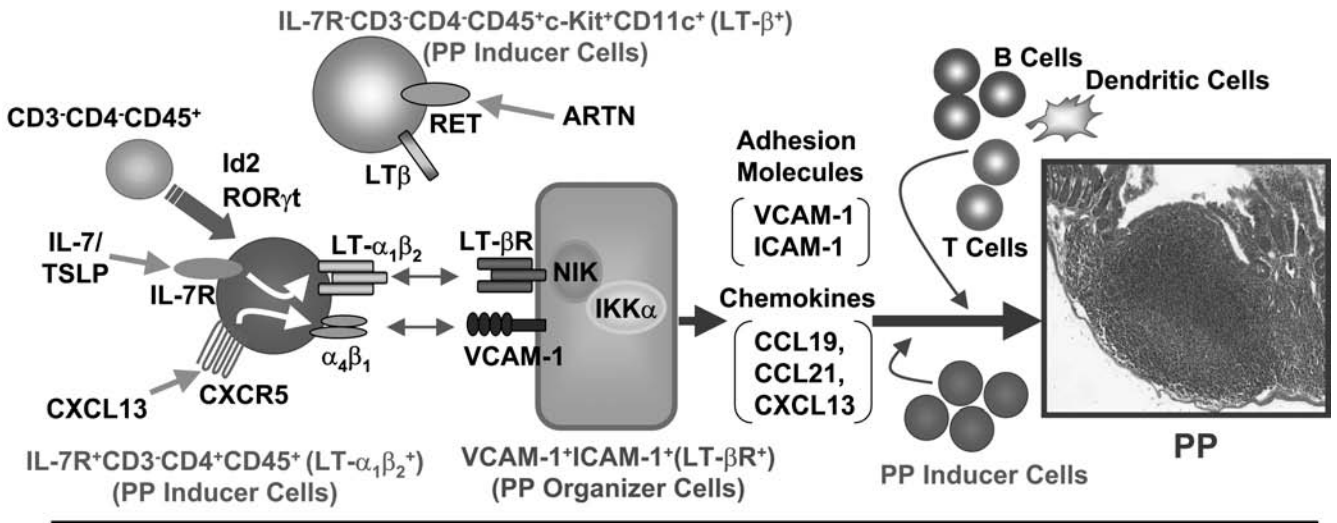 IL-7R⁻CD3⁻CD4⁻CD45⁺c-Kit⁺CD11c⁺ (LT-β⁺)
(PP Inducer Cells)
CD3⁻CD4⁻CD45⁺
Id2
RORγt
RET
ARTN
LTβ
IL-7/
TSLP
IL-7R
LT-α₁β₂
α₄β₁
CXCL13
CXCR5
IL-7R⁺CD3⁻CD4⁺CD45⁺ (LT-α₁β₂⁺)
(PP Inducer Cells)
LT-βR
NIK
IKKα
VCAM-1
VCAM-1⁺ICAM-1⁺(LT-βR⁺)
(PP Organizer Cells)
Adhesion
Molecules
VCAM-1
ICAM-1
Chemokines
CCL19,
CCL21,
CXCL13
B Cells
Dendritic Cells
T Cells
PP Inducer Cells
PP